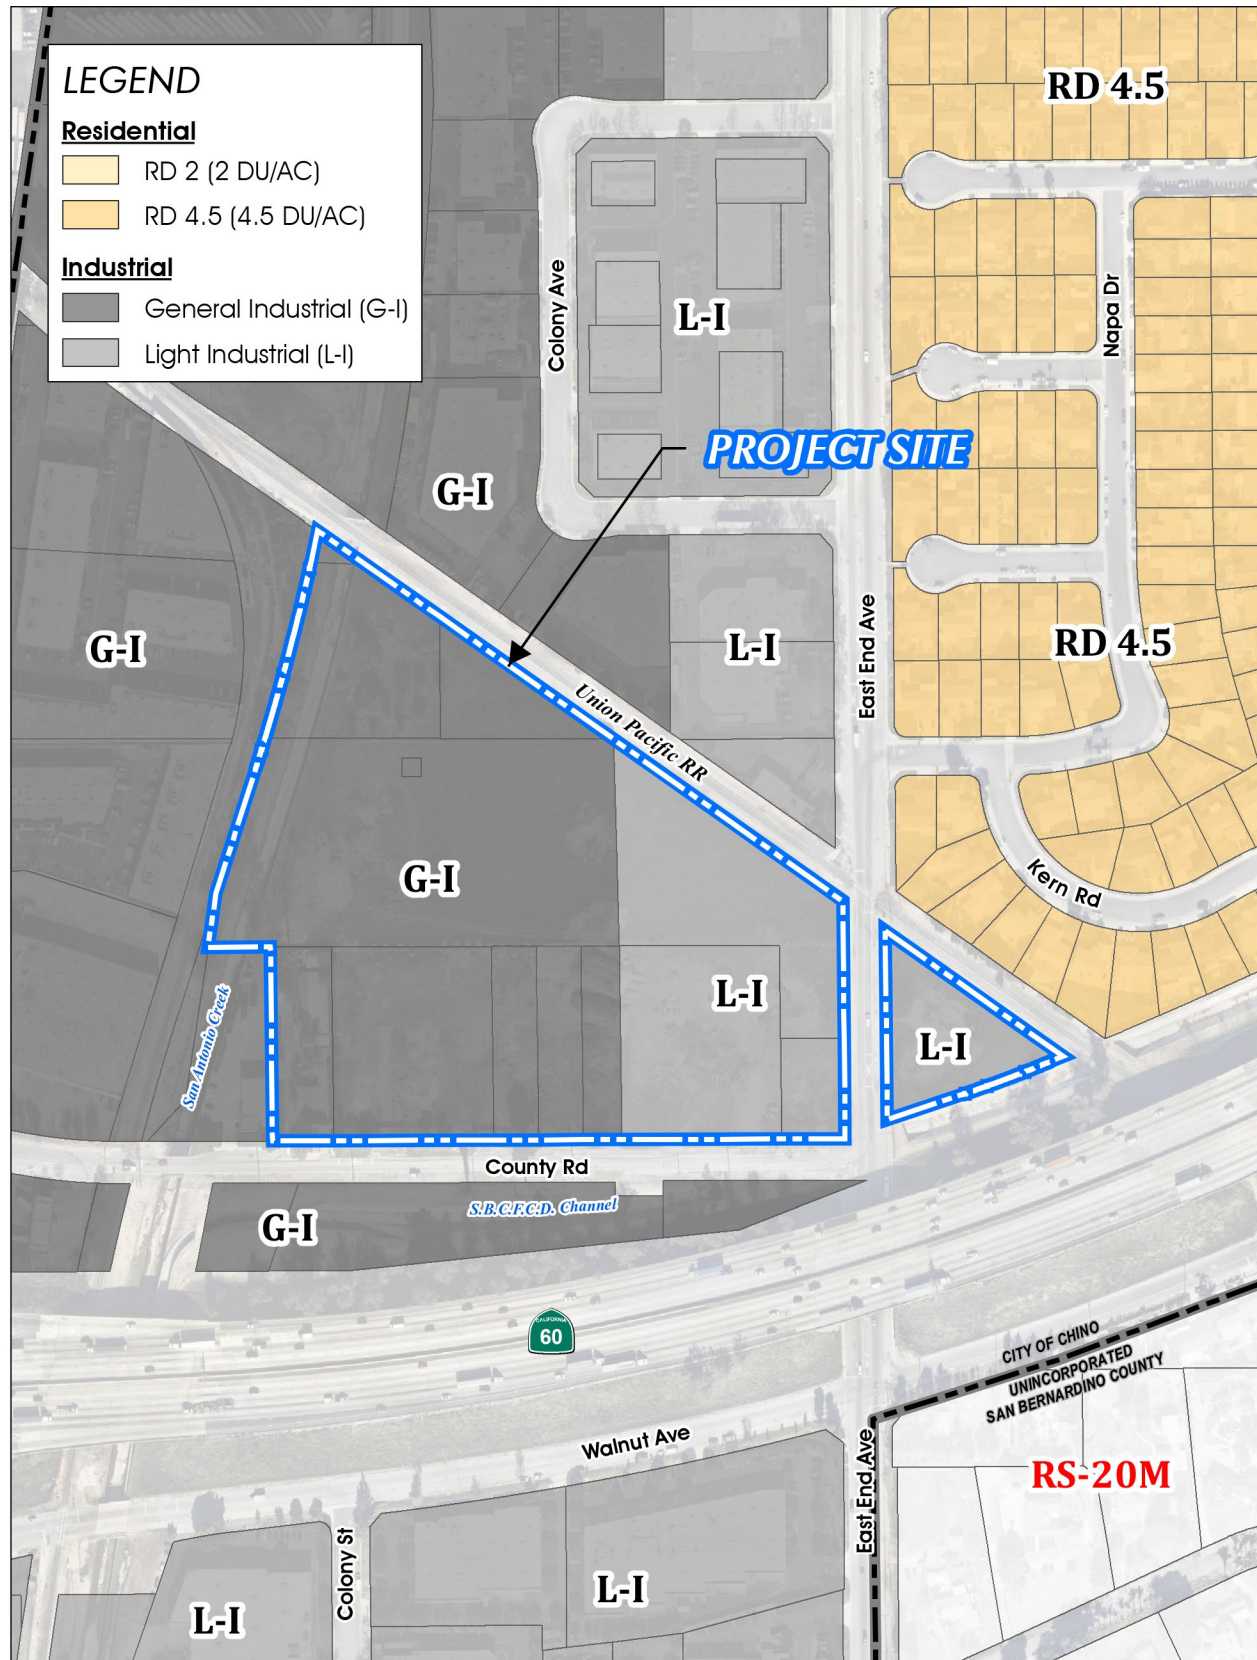 LEGEND
Residential
RD 2 (2 DU/AC)
RD 4.5 (4.5 DU/AC)
Industrial
General Industrial (G-I)
Light Industrial (L-I)
RD 4.5
Colony Ave
L-I
Napa Dr
PROJECT SITE
G-I
G-I
L-I
East End Ave
RD 4.5
Union Pacific RR
G-I
Kern Rd
L-I
L-I
San Antonio Creek
County Rd
S.B.C.F.C.D. Channel
G-I
CALIFORNIA
60
CITY OF CHINO
UNINCORPORATED
SAN BERNARDINO COUNTY
Walnut Ave
East End Ave
RS-20M
Colony St
L-I
L-I